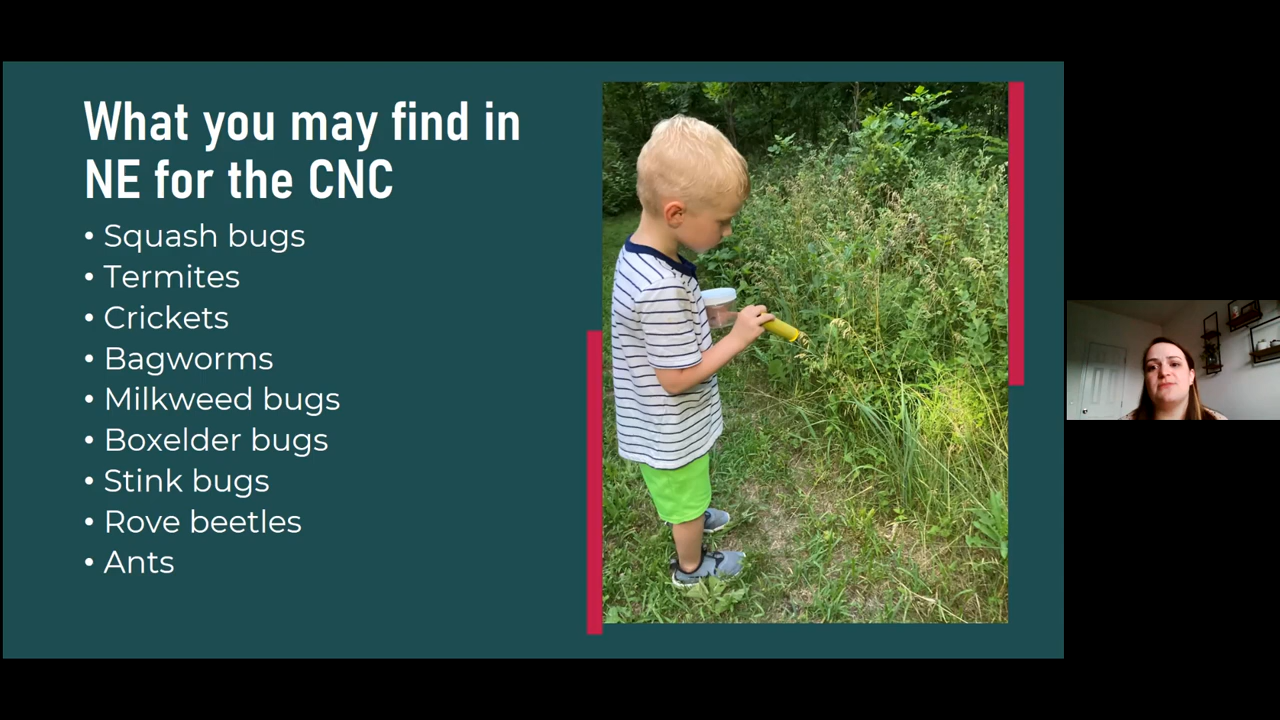 What you may find in
NE for the CNC
• Squash bugs
• Termites
• Crickets
• Bagworms
• Milkweed bugs
• Boxelder bugs
• Stink bugs
• Rove beetles
• Ants